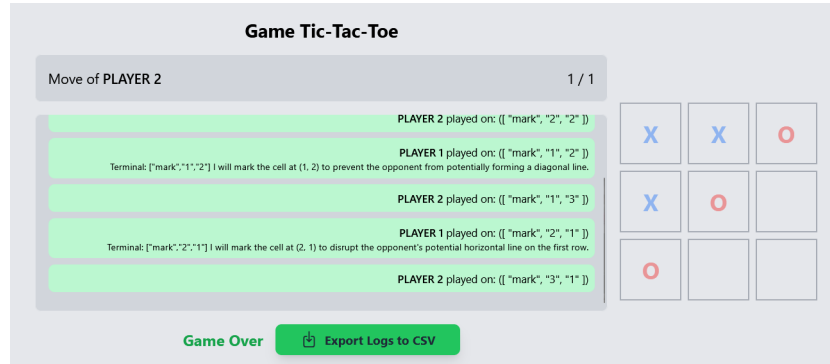 Game Tic-Tac-Toe
Move of PLAYER 2
1 / 1
PLAYER 2 played on: ([ "mark", "2", "2" ])
PLAYER 1 played on: ([ "mark", "1", "2" ])
Terminal: ["mark","1","2"] I will mark the cell at (1, 2) to prevent the opponent from potentially forming a diagonal line.
PLAYER 2 played on: ([ "mark", "1", "3" ])
PLAYER 1 played on: ([ "mark", "2", "1" ])
Terminal: ["mark","2","1"] I will mark the cell at (2, 1) to disrupt the opponent's potential horizontal line on the first row.
PLAYER 2 played on: ([ "mark", "3", "1" ])
X X O
X O
O
Game Over
Export Logs to CSV